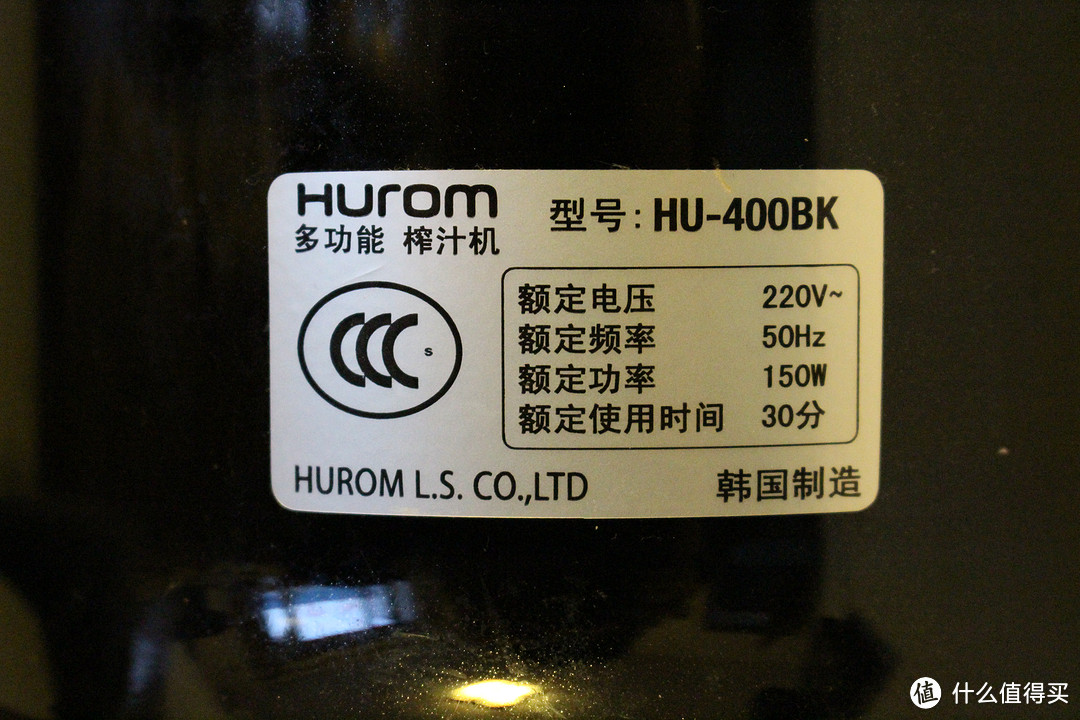 Hurom
多功能 榨汁机
型号: HU-400BK
CCC S
额定电压 220V~
额定频率 50Hz
额定功率 150W
额定使用时间 30分
HUROM L.S. CO.,LTD
韩国制造
值 什么值得买